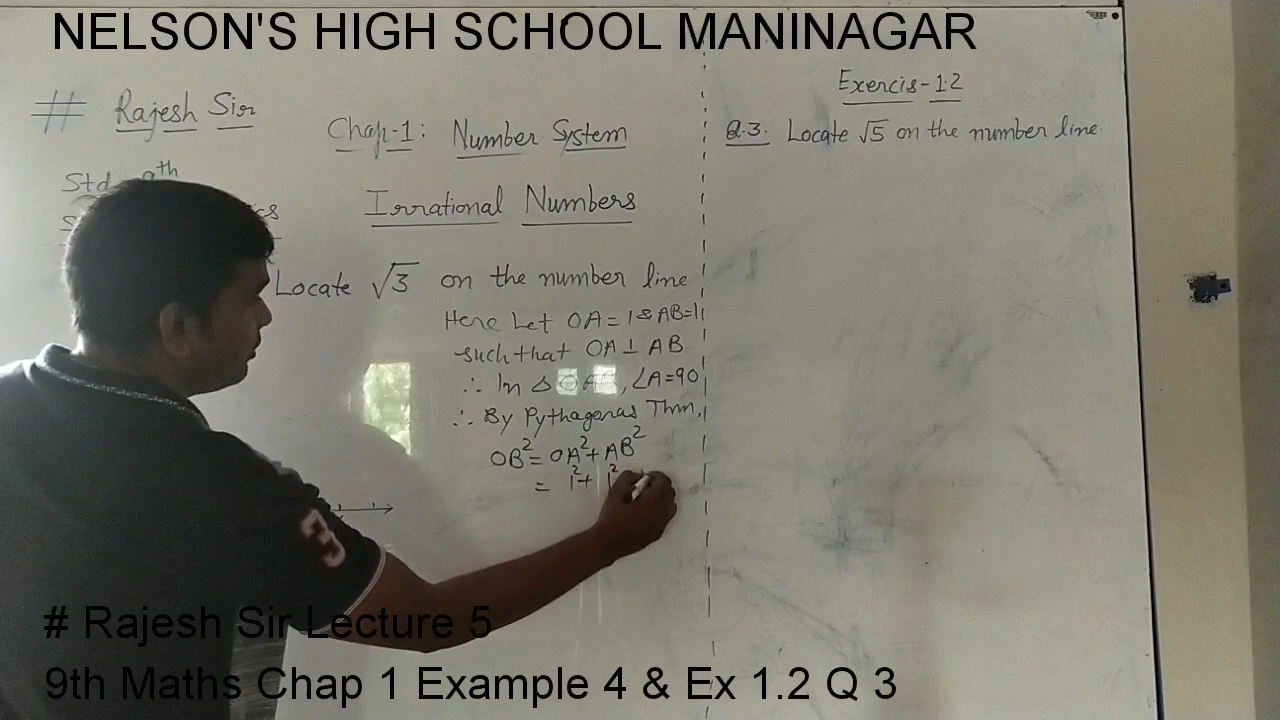 NELSON'S HIGH SCHOOL MANINAGAR
# Rajesh Sir
Std 9th
Chap-1: Number System
Irrational Numbers
Locate √3 on the number line
Here Let OA = 1 & AB=1
such that OA ⊥ AB
∴ In △ OAB, ∠A=90
∴ By Pythagoras Thm,
OB² = OA² + AB²
= 1² + 1²
Exercis-1.2
Q.3. Locate √5 on the number line.
3
# Rajesh Sir Lecture 5
9th Maths Chap 1 Example 4 & Ex 1.2 Q 3